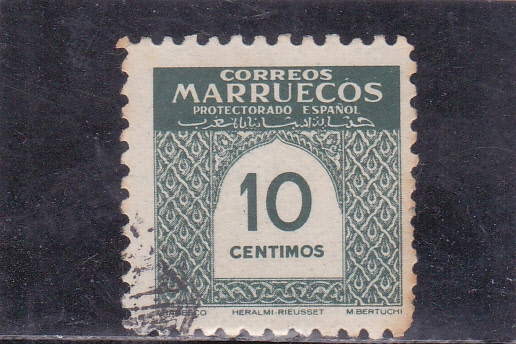 CORREOS
MARRUECOS
PROTECTORADO ESPAÑOL
10
CENTIMOS
HERALMI-RIEUSSET M.BERTUCHI